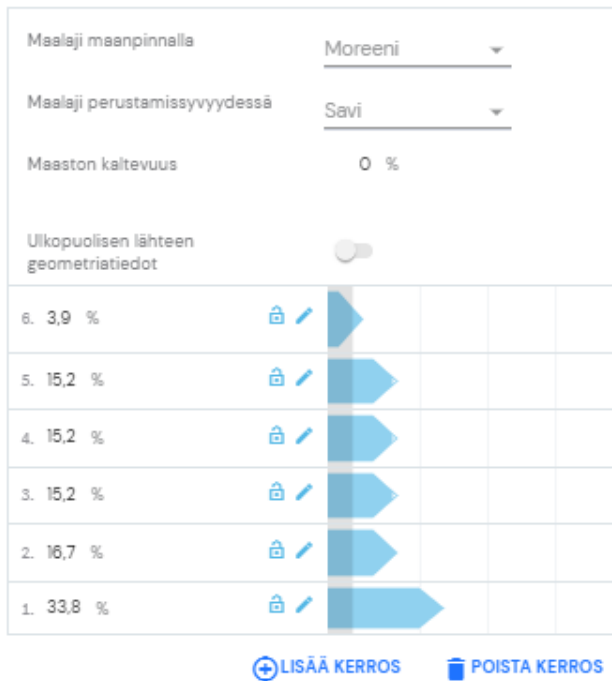 Maalaji maanpinnalla Moreeni
Maalaji perustamissyvyydessä Savi
Maaston kaltevuus 0 %
Ulkopuolisen lähteen
geometriatiedot
6. 3,9 %
5. 15,2 %
4. 15,2 %
3. 15,2 %
2. 16,7 %
1. 33,8 %
LISÄÄ KERROS POISTA KERROS